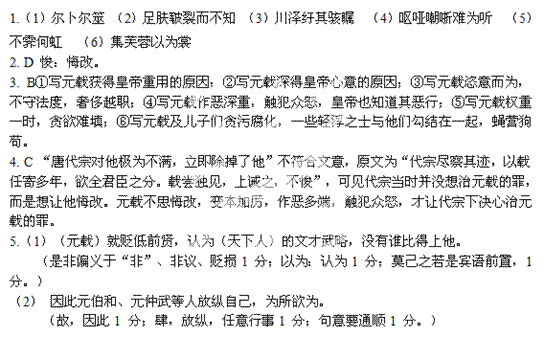 1.（1）尔卜尔筮 （2）足肤皲裂而不知 （3）川泽纡其骇瞩 （4）呕哑嘲哳难为听 （5）
不霁何虹 （6）集芙蓉以为裳
2. D 悛：悔改。
3. B①写元载获得皇帝重用的原因；②写元载深得皇帝心意的原因；③写元载恣意而为，
不守法度，奢侈越职；④写元载作恶深重，触犯众怒，皇帝也知道其恶行；⑤写元载权重
一时，贪欲难填；⑥写元载及儿子们贪污腐化，一些轻浮之士与他们勾结在一起，蝇营狗
苟。
4. C “唐代宗对他极为不满，立即除掉了他”不符合文意，原文为“代宗尽察其迹，以载
任寄多年，欲全君臣之分。载尝独见，上诫之，不悛”，可见代宗当时并没想治元载的罪，
而是想让他悔改。元载不思悔改，变本加厉，作恶多端，触犯众怒，才让代宗下决心治元
载的罪。
5.（1）（元载）就贬低前贤，认为（天下人）的文才武略，没有谁比得上他。
（是非偏义于“非”、非议、贬损 1 分；以为：认为 1 分；莫己之若是宾语前置，1
分。）
（2） 因此元伯和、元仲武等人放纵自己，为所欲为。
（故，因此 1 分；肆，放纵，任意行事 1 分；句意要通顺 1 分。）